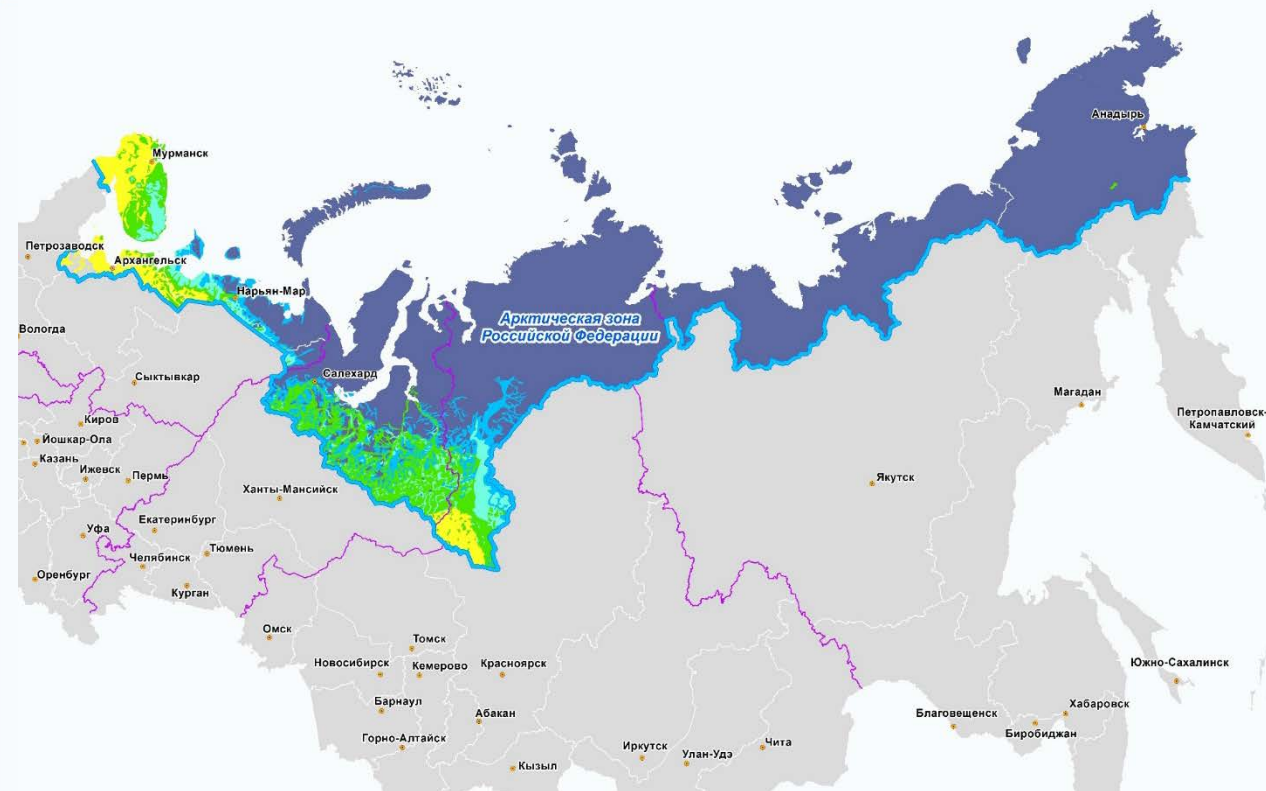 Анадырь
Мурманск
Петрозаводск
Архангельск
Нарьян-Мар
Арктическая зона
Российской Федерации
Вологда
Салехард
Сыктывкар
Магадан
Петропавловск-
Камчатский
Киров
Йошкар-Ола
Казань
Ижевск
Пермь
Якутск
Ханты-Мансийск
Екатеринбург
Уфа
Тюмень
Челябинск
Оренбург
Курган
Омск
Томск
Новосибирск
Кемерово
Красноярск
Южно-Сахалинск
Барнаул
Абакан
Хабаровск
Благовещенск
Биробиджан
Горно-Алтайск
Иркутск
Улан-Удэ
Чита
Кызыл